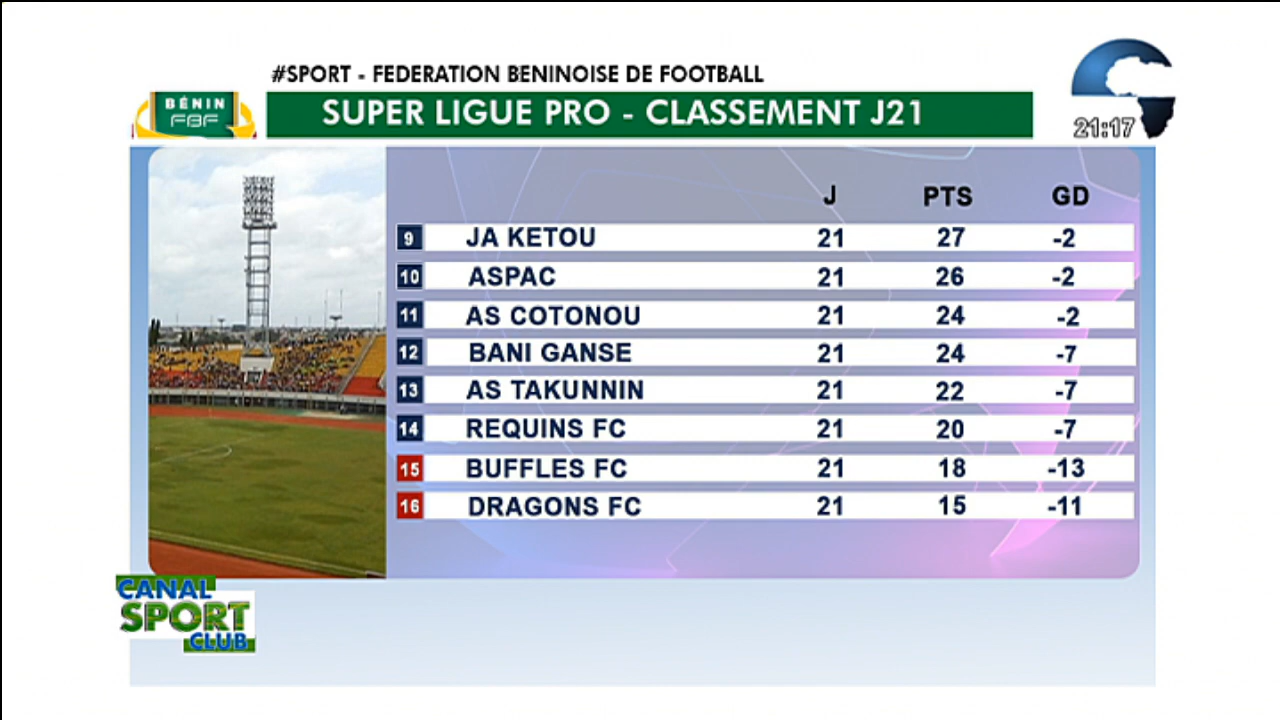 #SPORT - FEDERATION BENINOISE DE FOOTBALL
BÉNIN
FBF
SUPER LIGUE PRO - CLASSEMENT J21
21:17
J PTS GD
9 JA KETOU 21 27 -2
10 ASPAC 21 26 -2
11 AS COTONOU 21 24 -2
12 BANI GANSE 21 24 -7
13 AS TAKUNNIN 21 22 -7
14 REQUINS FC 21 20 -7
15 BUFFLES FC 21 18 -13
16 DRAGONS FC 21 15 -11
CANAL
SPORT
CLUB